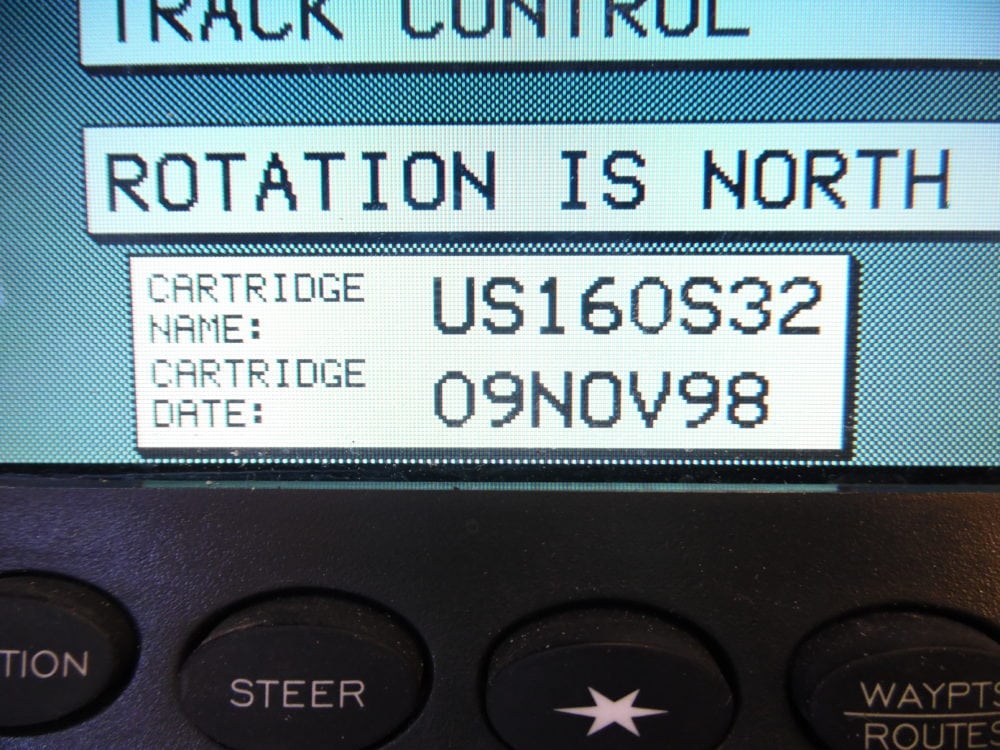 TRACK CONTROL
ROTATION IS NORTH
CARTRIDGE NAME: US160S32
CARTRIDGE DATE: 09NOV98
TION
STEER
WAYPTS
ROUTES